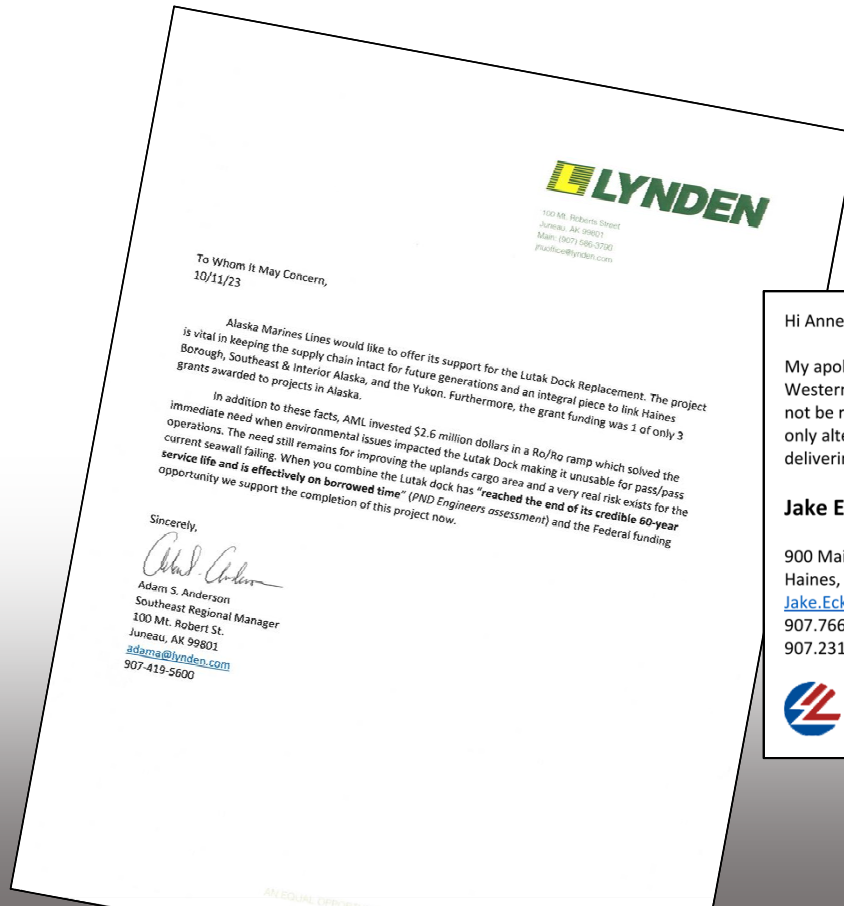 LYNDEN
100 Mt. Roberts Street
Juneau, AK 99801
Main: (907) 586-3790
jnuoffice@lynden.com
To Whom It May Concern,
10/11/23
Alaska Marines Lines would like to offer its support for the Lutak Dock Replacement. The project
is vital in keeping the supply chain intact for future generations and an integral piece to link Haines
Borough, Southeast & Interior Alaska, and the Yukon. Furthermore, the grant funding was 1 of only 3
grants awarded to projects in Alaska.
In addition to these facts, AML invested $2.6 million dollars in a Ro/Ro ramp which solved the
immediate need when environmental issues impacted the Lutak Dock making it unusable for pass/pass
operations. The need still remains for improving the uplands cargo area and a very real risk exists for the
current seawall failing. When you combine the Lutak dock has "reached the end of its credible 60-year
service life and is effectively on borrowed time" (PND Engineers assessment) and the Federal funding
opportunity we support the completion of this project now.
Sincerely,
Adam S. Anderson
Southeast Regional Manager
100 Mt. Robert St.
Juneau, AK 99801
adama@lynden.com
907-419-5600
AN EQUAL
Hi Anne
My apol
Western
not be r
only alte
deliverin
Jake E
900 Mai
Haines,
Jake.Eck
907.766
907.231